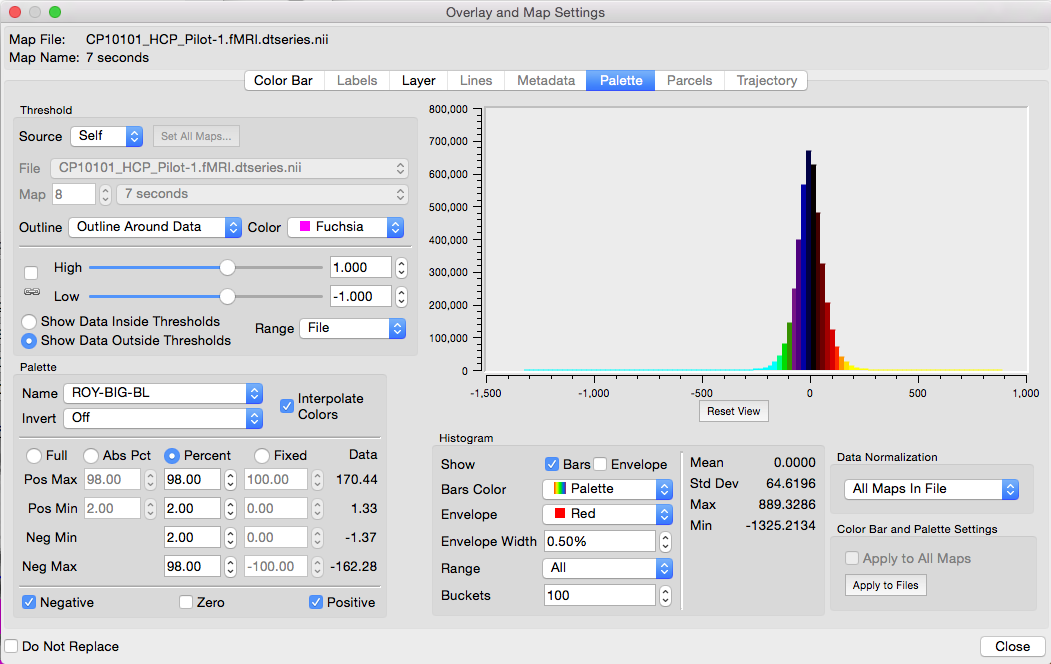 Overlay and Map Settings
Map File: CP10101_HCP_Pilot-1.fMRI.dtseries.nii
Map Name: 7 seconds
Color Bar Labels Layer Lines Metadata Palette Parcels Trajectory
Threshold
Source Self Set All Maps...
File CP10101_HCP_Pilot-1.fMRI.dtseries.nii
Map 8 7 seconds
Outline Outline Around Data Color Fuchsia
High 1.000
Low -1.000
Show Data Inside Thresholds
Show Data Outside Thresholds
Range File
Palette
Name ROY-BIG-BL
Invert Off
Interpolate
Colors
Full Abs Pct Percent Fixed Data
Pos Max 98.00 98.00 100.00 170.44
Pos Min 2.00 2.00 0.00 1.33
Neg Min 2.00 0.00 -1.37
Neg Max 98.00 -100.00 -162.28
Negative Zero Positive
800,000
700,000
600,000
500,000
400,000
300,000
200,000
100,000
0
-1,500 -1,000 -500 0 500 1,000
Reset View
Histogram
Show Bars Envelope
Bars Color Palette
Envelope Red
Envelope Width 0.50%
Range All
Buckets 100
Mean 0.0000
Std Dev 64.6196
Max 889.3286
Min -1325.2134
Data Normalization
All Maps In File
Color Bar and Palette Settings
Apply to All Maps
Apply to Files
Do Not Replace
Close